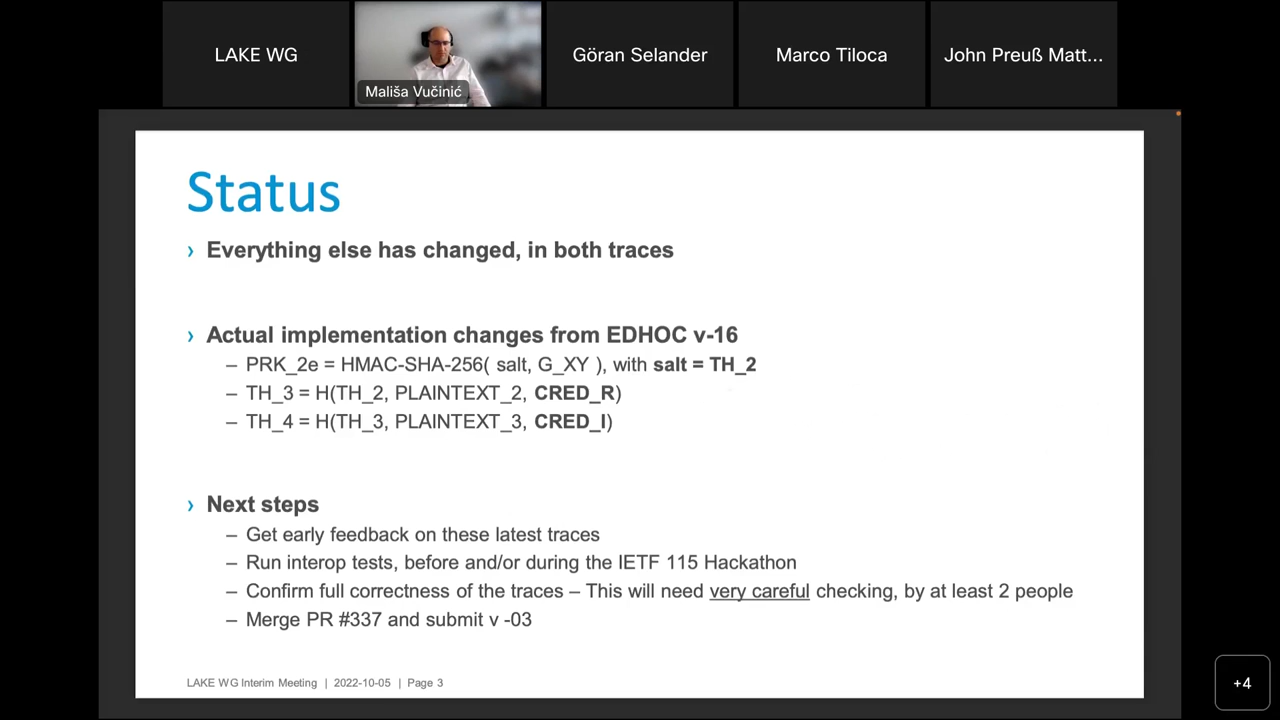 LAKE WG
Mališa Vučinić
Göran Selander
Marco Tiloca
John Preuß Matt...
Status
› Everything else has changed, in both traces
› Actual implementation changes from EDHOC v-16
– PRK_2e = HMAC-SHA-256( salt, G_XY ), with salt = TH_2
– TH_3 = H(TH_2, PLAINTEXT_2, CRED_R)
– TH_4 = H(TH_3, PLAINTEXT_3, CRED_I)
› Next steps
– Get early feedback on these latest traces
– Run interop tests, before and/or during the IETF 115 Hackathon
– Confirm full correctness of the traces – This will need very careful checking, by at least 2 people
– Merge PR #337 and submit v -03
LAKE WG Interim Meeting | 2022-10-05 | Page 3
+4